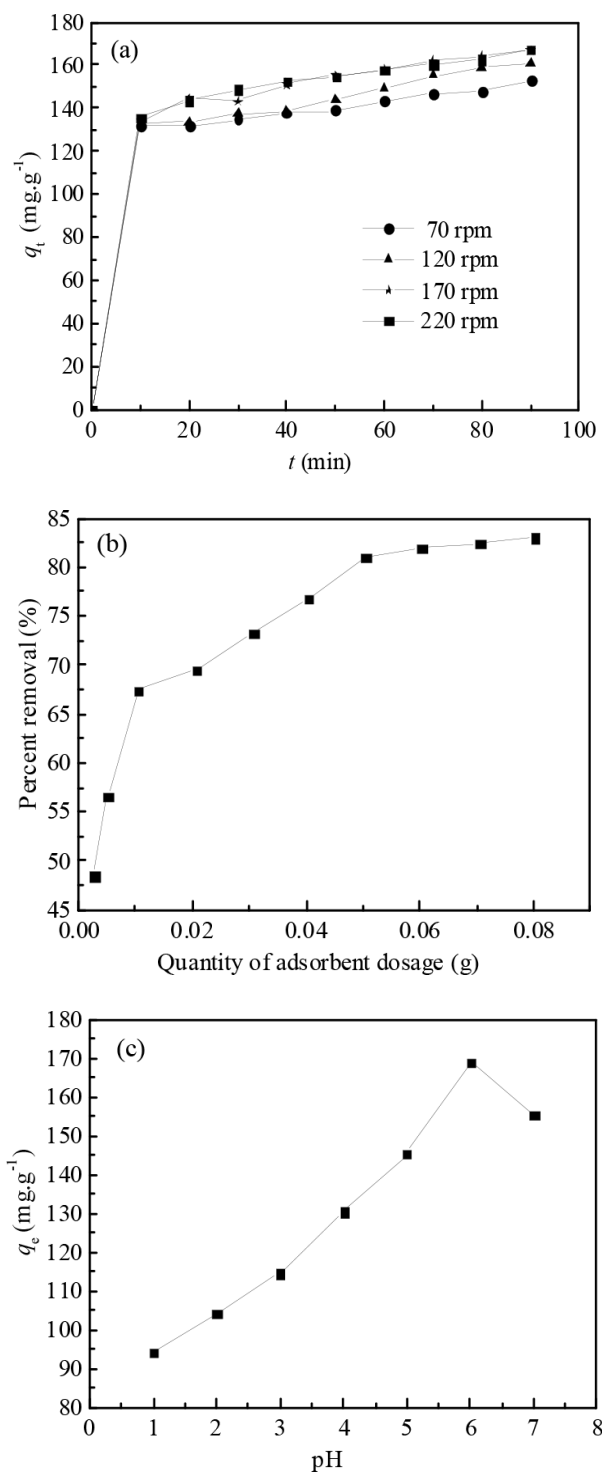 (a)
180
160
140
120
100
80
60
40
20
0
q_t (mg.g⁻¹)
70 rpm
120 rpm
170 rpm
220 rpm
0 20 40 60 80 100
t (min)
(b)
85
80
75
70
65
60
55
50
45
Percent removal (%)
0.00 0.02 0.04 0.06 0.08
Quantity of adsorbent dosage (g)
(c)
180
170
160
150
140
130
120
110
100
90
80
q_e (mg.g⁻¹)
0 1 2 3 4 5 6 7 8
pH